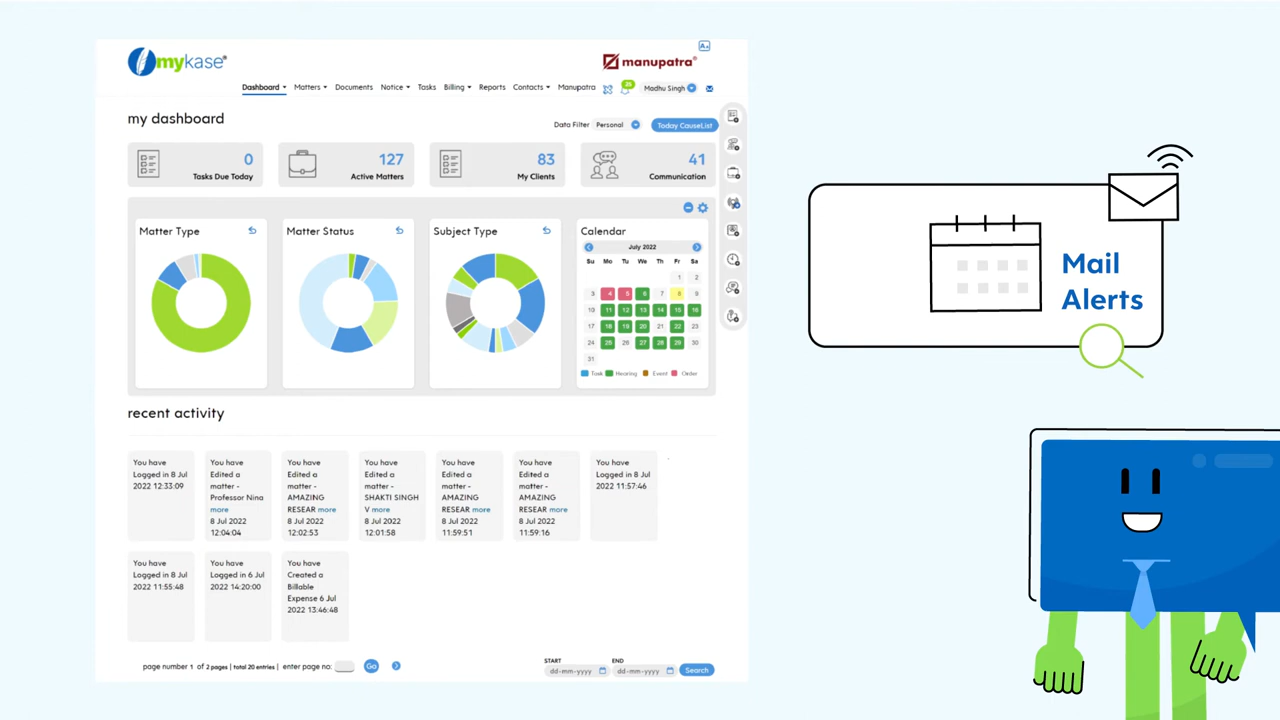 mykase®
manupatra®
A+
Dashboard Matters Documents Notice Tasks Billing Reports Contacts Manupatra 25 Madhu Singh
my dashboard
Data Filter Personal Today CauseList
0
Tasks Due Today
127
Active Matters
83
My Clients
41
Communication
Matter Type
Matter Status
Subject Type
Calendar
July 2022
Su Mo Tu We Th Fr Sa
1 2
3 4 5 6 7 8 9
10 11 12 13 14 15 16
17 18 19 20 21 22 23
24 25 26 27 28 29 30
31
Task Hearing Event Order
Mail
Alerts
recent activity
You have
Logged in 8 Jul
2022 12:33:09
You have
Edited a
matter -
Professor Nina
more
8 Jul 2022
12:04:04
You have
Edited a
matter -
AMAZING
RESEAR more
8 Jul 2022
12:02:53
You have
Edited a
matter -
SHAKTI SINGH
V more
8 Jul 2022
12:01:58
You have
Edited a
matter -
AMAZING
RESEAR more
8 Jul 2022
11:59:51
You have
Edited a
matter -
AMAZING
RESEAR more
8 Jul 2022
11:59:16
You have
Logged in 8 Jul
2022 11:57:46
You have
Logged in 8 Jul
2022 11:55:48
You have
Logged in 6 Jul
2022 14:20:00
You have
Created a
Billable
Expense 6 Jul
2022 13:46:48
page number 1 of 2 pages | total 20 entries | enter page no: Go
START END
dd-mm-yyyy dd-mm-yyyy Search